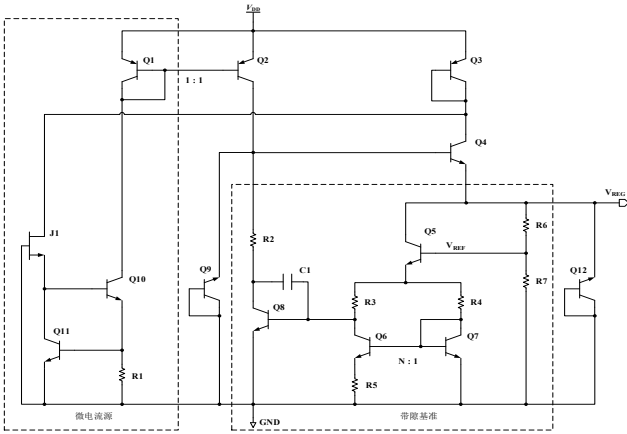 VDD
Q1
Q2
Q3
1 : 1
Q4
VREG
J1
Q10
Q9
R2
C1
Q5
VREF
R6
R7
Q12
Q11
Q8
R3
R4
Q6
Q7
N : 1
R1
R5
微电流源
GND
带隙基准